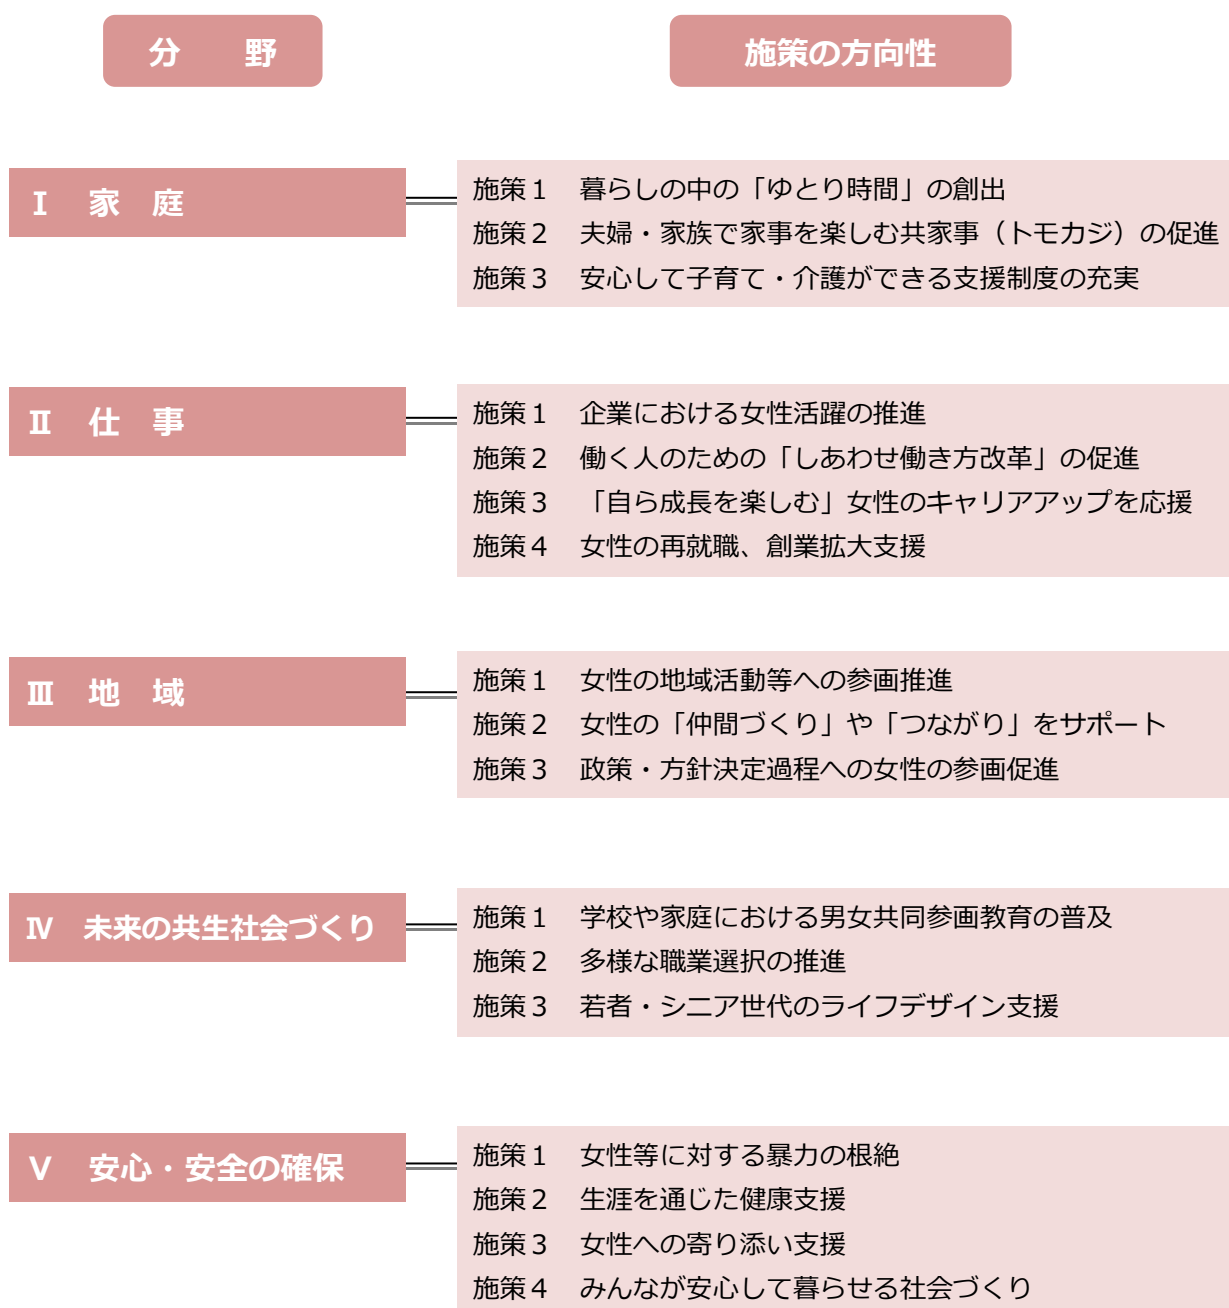 分　　野
施策の方向性
Ⅰ　家　庭
施策１　暮らしの中の「ゆとり時間」の創出
施策２　夫婦・家族で家事を楽しむ共家事（トモカジ）の促進
施策３　安心して子育て・介護ができる支援制度の充実
Ⅱ　仕　事
施策１　企業における女性活躍の推進
施策２　働く人のための「しあわせ働き方改革」の促進
施策３　「自ら成長を楽しむ」女性のキャリアアップを応援
施策４　女性の再就職、創業拡大支援
Ⅲ　地　域
施策１　女性の地域活動等への参画推進
施策２　女性の「仲間づくり」や「つながり」をサポート
施策３　政策・方針決定過程への女性の参画促進
Ⅳ　未来の共生社会づくり
施策１　学校や家庭における男女共同参画教育の普及
施策２　多様な職業選択の推進
施策３　若者・シニア世代のライフデザイン支援
Ⅴ　安心・安全の確保
施策１　女性等に対する暴力の根絶
施策２　生涯を通じた健康支援
施策３　女性への寄り添い支援
施策４　みんなが安心して暮らせる社会づくり